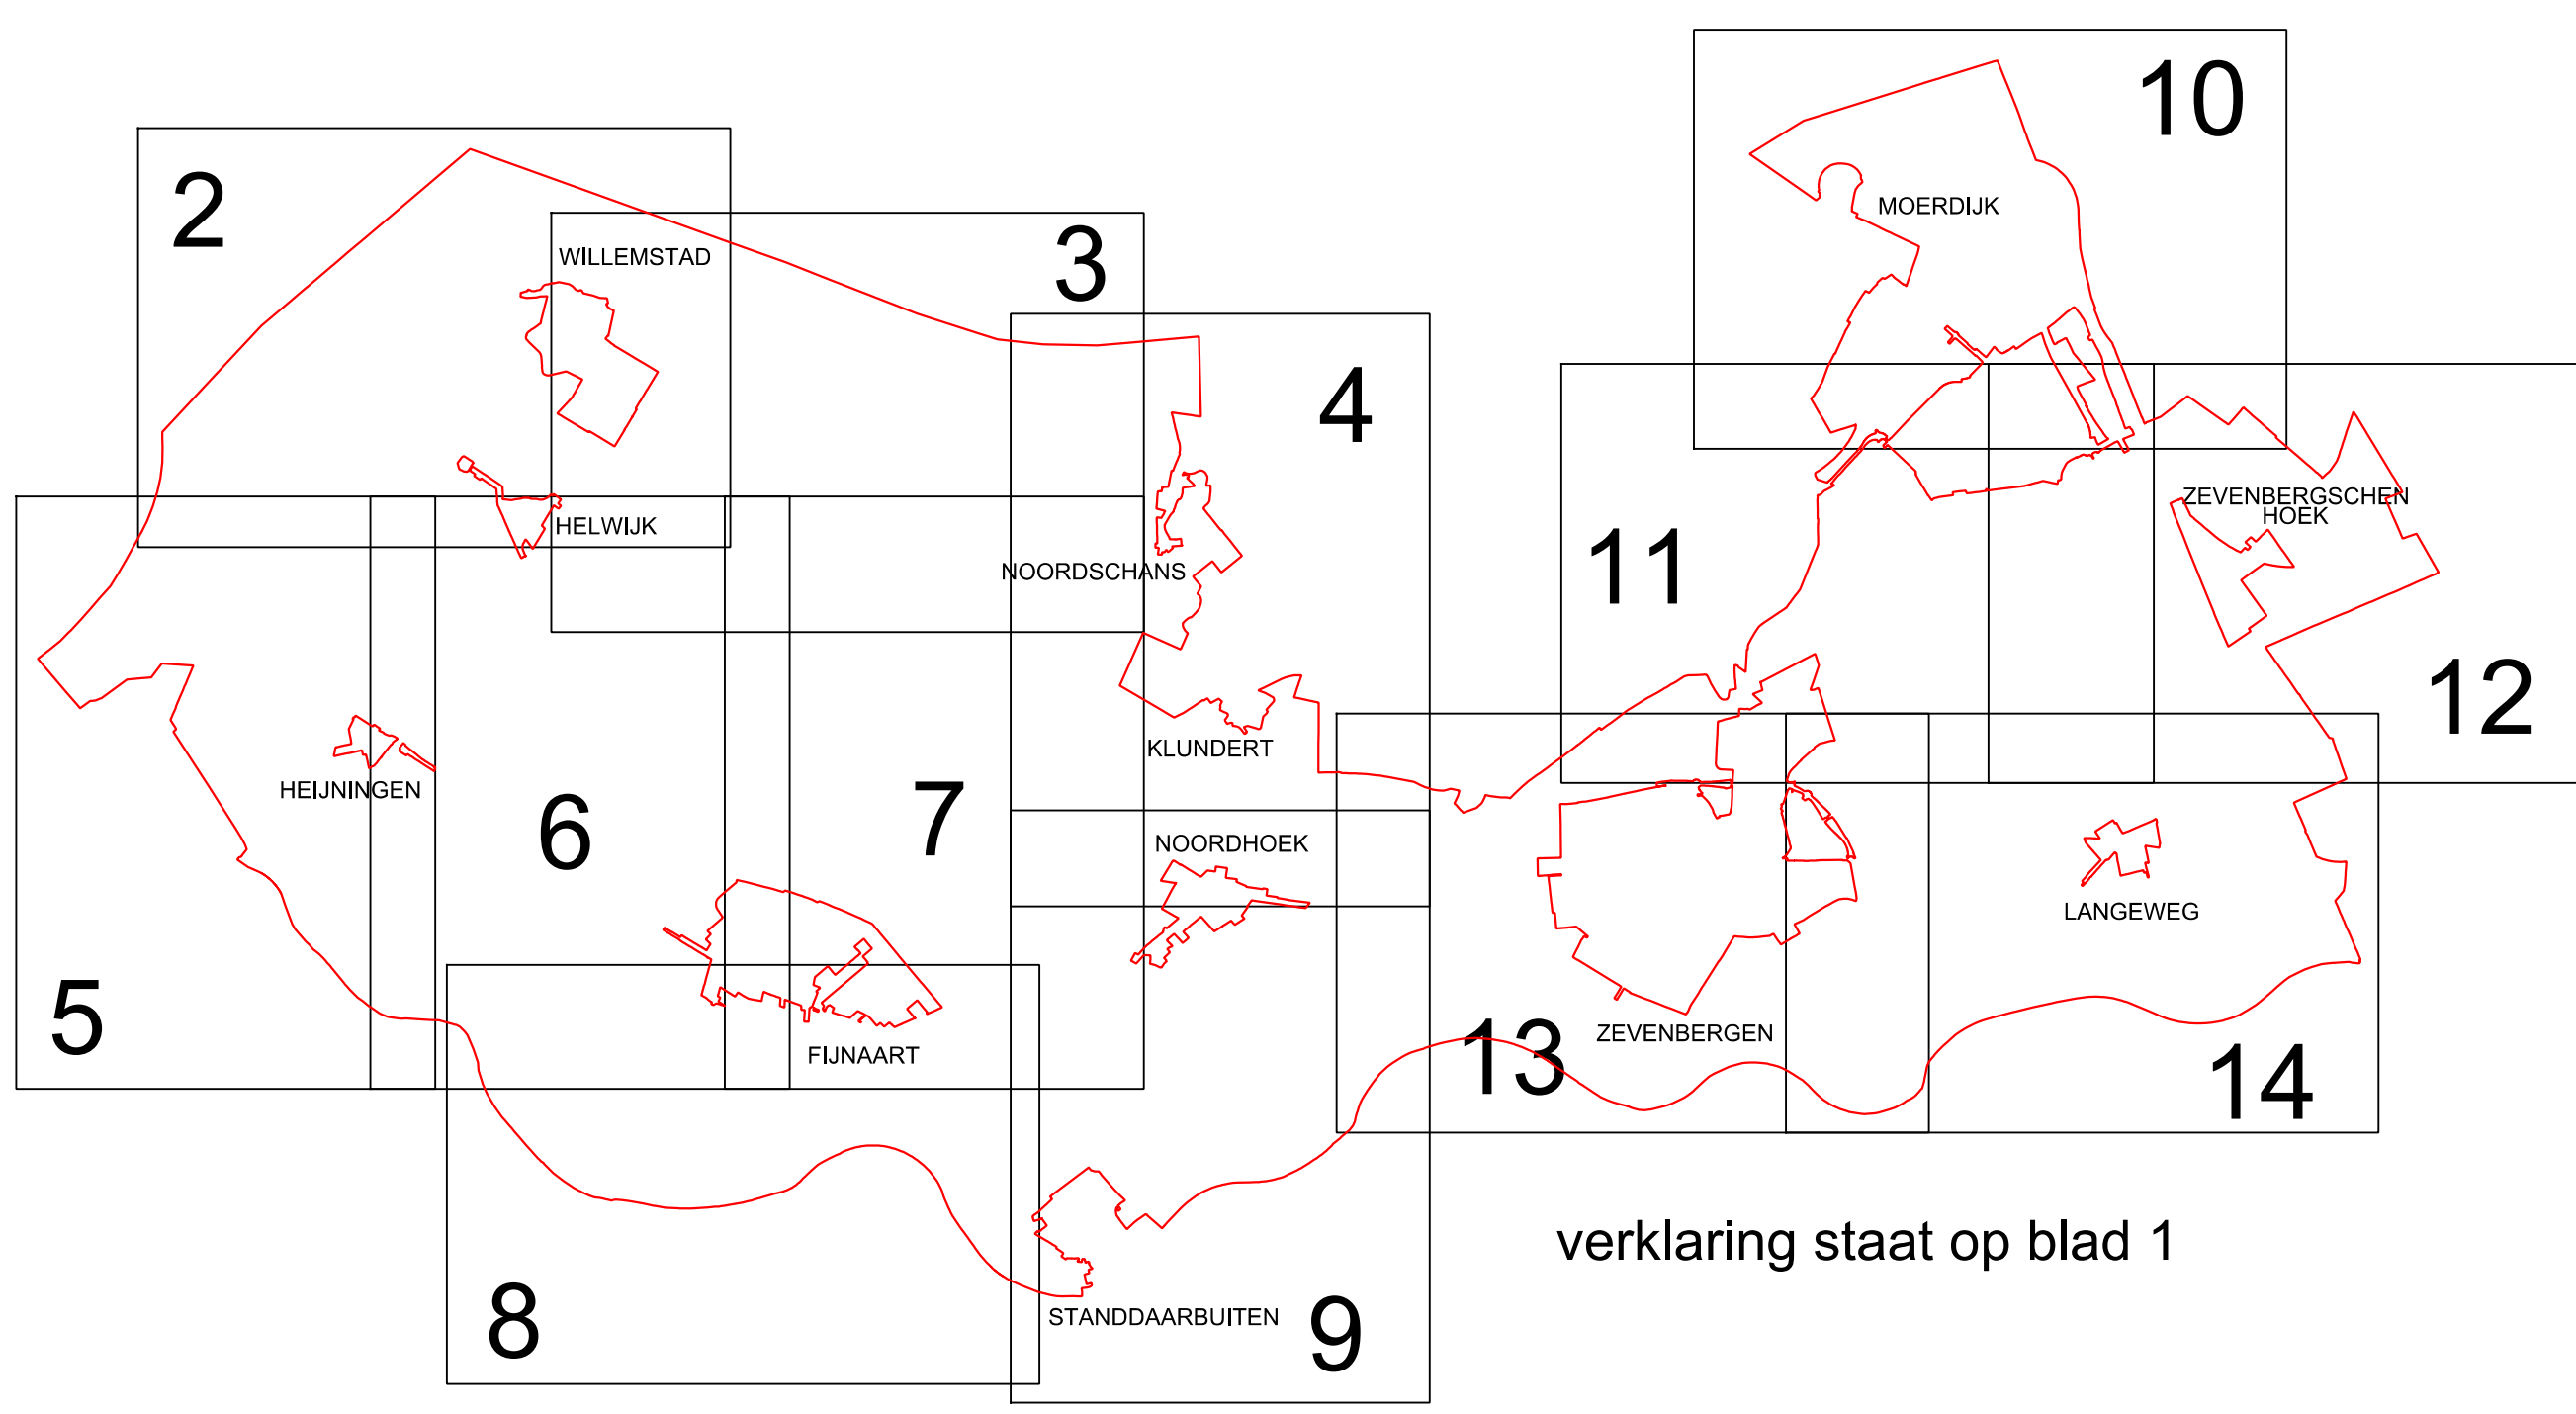 10
2
MOERDIJK
WILLEMSTAD
3
4
ZEVENBERGSCHEN
HOEK
HELWIJK
11
NOORDSCHANS
12
KLUNDERT
HEIJNINGEN
6
7
NOORDHOEK
LANGEWEG
5
13
ZEVENBERGEN
FIJNAART
14
verklaring staat op blad 1
8
STANDDAARBUITEN
9